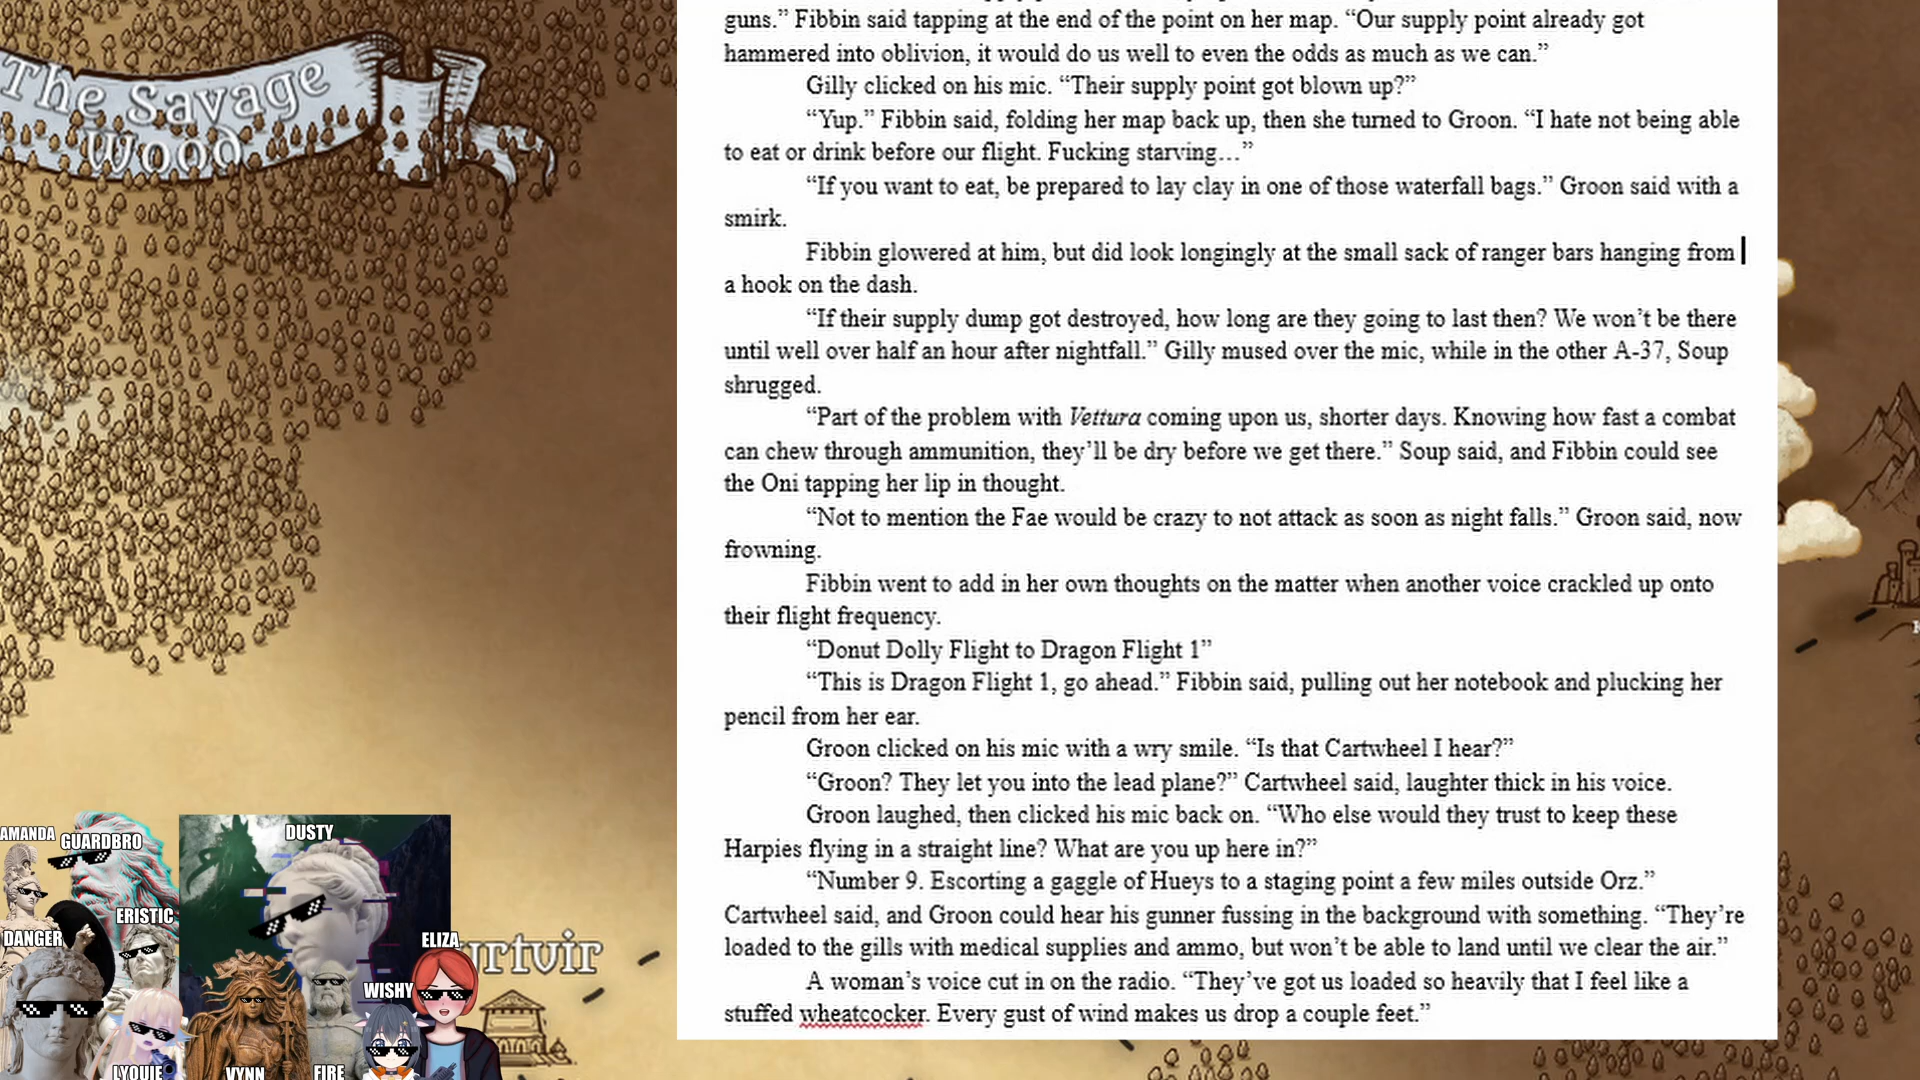 The Savage
Wood
guns.” Fibbin said tapping at the end of the point on her map. “Our supply point already got
hammered into oblivion, it would do us well to even the odds as much as we can.”
Gilly clicked on his mic. “Their supply point got blown up?”
“Yup.” Fibbin said, folding her map back up, then she turned to Groon. “I hate not being able
to eat or drink before our flight. Fucking starving…”
“If you want to eat, be prepared to lay clay in one of those waterfall bags.” Groon said with a
smirk.
Fibbin glowered at him, but did look longingly at the small sack of ranger bars hanging from
a hook on the dash.
“If their supply dump got destroyed, how long are they going to last then? We won’t be there
until well over half an hour after nightfall.” Gilly mused over the mic, while in the other A-37, Soup
shrugged.
“Part of the problem with Vettura coming upon us, shorter days. Knowing how fast a combat
can chew through ammunition, they’ll be dry before we get there.” Soup said, and Fibbin could see
the Oni tapping her lip in thought.
“Not to mention the Fae would be crazy to not attack as soon as night falls.” Groon said, now
frowning.
Fibbin went to add in her own thoughts on the matter when another voice crackled up onto
their flight frequency.
“Donut Dolly Flight to Dragon Flight 1”
“This is Dragon Flight 1, go ahead.” Fibbin said, pulling out her notebook and plucking her
pencil from her ear.
Groon clicked on his mic with a wry smile. “Is that Cartwheel I hear?”
“Groon? They let you into the lead plane?” Cartwheel said, laughter thick in his voice.
Groon laughed, then clicked his mic back on. “Who else would they trust to keep these
Harpies flying in a straight line? What are you up here in?”
“Number 9. Escorting a gaggle of Hueys to a staging point a few miles outside Orz.”
Cartwheel said, and Groon could hear his gunner fussing in the background with something. “They’re
loaded to the gills with medical supplies and ammo, but won’t be able to land until we clear the air.”
A woman’s voice cut in on the radio. “They’ve got us loaded so heavily that I feel like a
stuffed wheatcocker. Every gust of wind makes us drop a couple feet.”
AMANDA
GUARDBRO
DUSTY
ERISTIC
DANGER
ELIZA
WISHY
LYQUIE
VYNN
FIRE